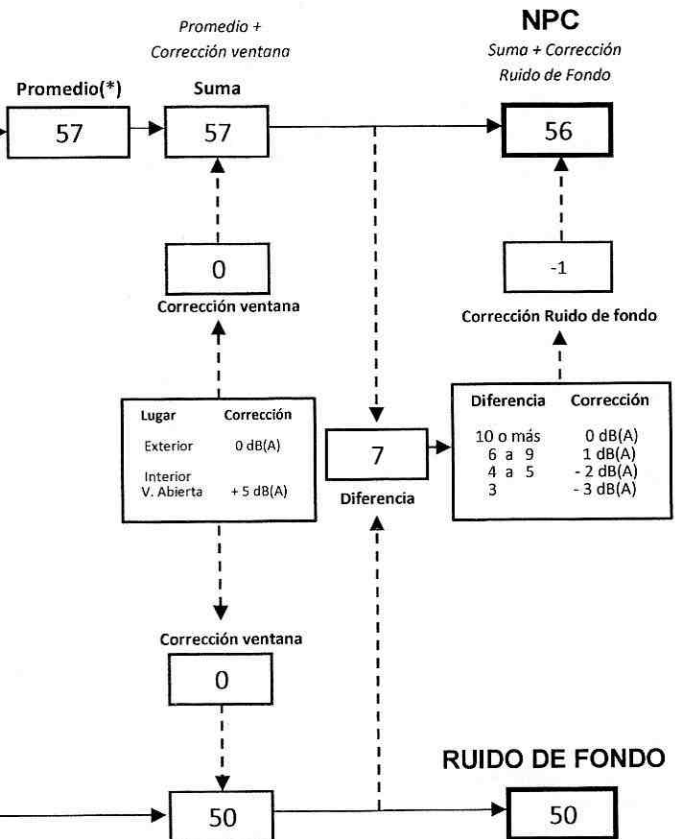 Promedio +
Corrección ventana
NPC
Suma + Corrección
Ruido de Fondo
Promedio(*)
Suma
57
57
56
0
-1
Corrección ventana
Corrección Ruido de fondo
Lugar Corrección
Exterior 0 dB(A)
Interior
V. Abierta + 5 dB(A)
7
Diferencia
Diferencia Corrección
10 o más 0 dB(A)
6 a 9 1 dB(A)
4 a 5 - 2 dB(A)
3 - 3 dB(A)
Corrección ventana
0
RUIDO DE FONDO
50
50